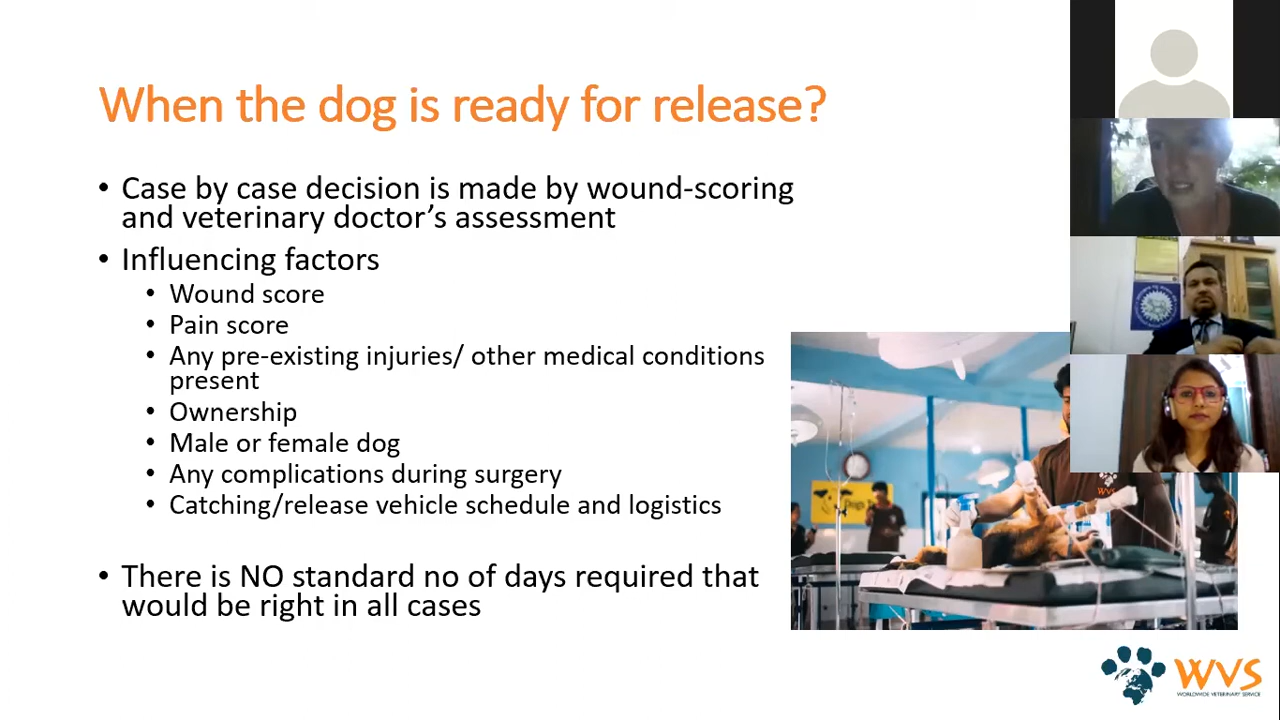 When the dog is ready for release?
• Case by case decision is made by wound-scoring
and veterinary doctor’s assessment
• Influencing factors
• Wound score
• Pain score
• Any pre-existing injuries/ other medical conditions
present
• Ownership
• Male or female dog
• Any complications during surgery
• Catching/release vehicle schedule and logistics
• There is NO standard no of days required that
would be right in all cases
WVS
WORLDWIDE VETERINARY SERVICE